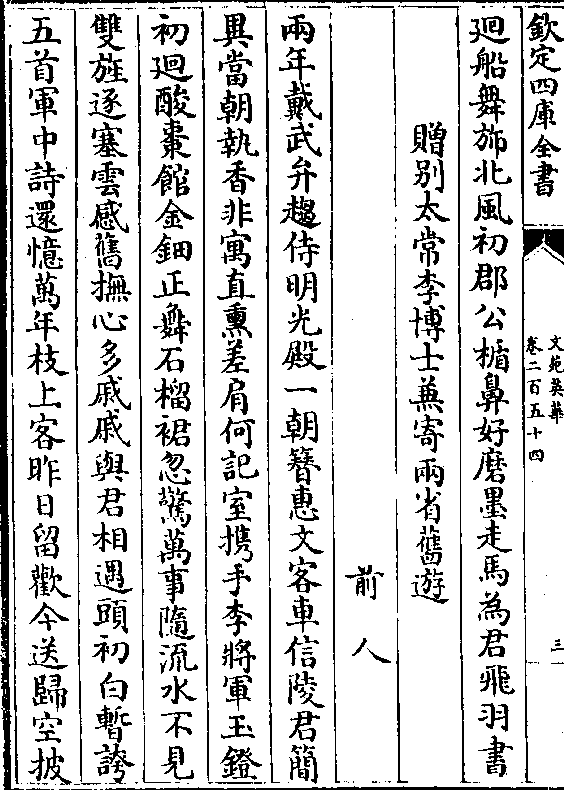 欽定四庫全書
文苑英華
卷二百五十四
三
廻船舞斾北風初郡公楯鼻好磨墨走馬為君飛羽書
贈别太常李博士兼寄兩省舊遊
前人
兩年戴武弁趨侍明光殿一朝簪惠文客車信陵君簡
異當朝執香非寓直熏差肩何記室携手李將軍玉鐙
初廻酸棗館金鈿正舞石榴裙忽驚萬事隨流水不見
雙旌逐塞雲感舊撫心多戚戚與君相遇頭初白暫誇
五首軍中詩還憶萬年枝上客昨日留歡今送歸空披